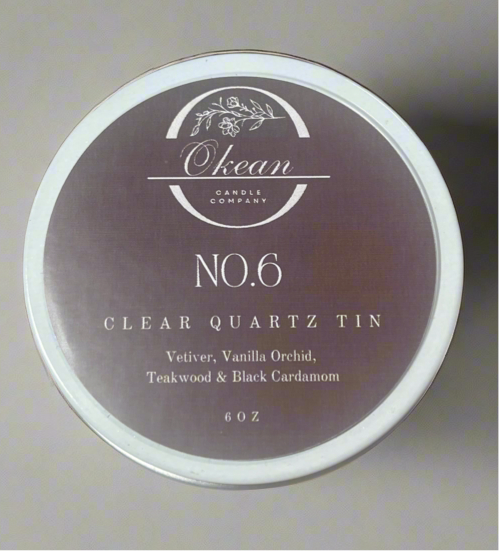 Okean
CANDLE
COMPANY
NO.6
CLEAR QUARTZ TIN
Vetiver, Vanilla Orchid,
Teakwood & Black Cardamom
6OZ